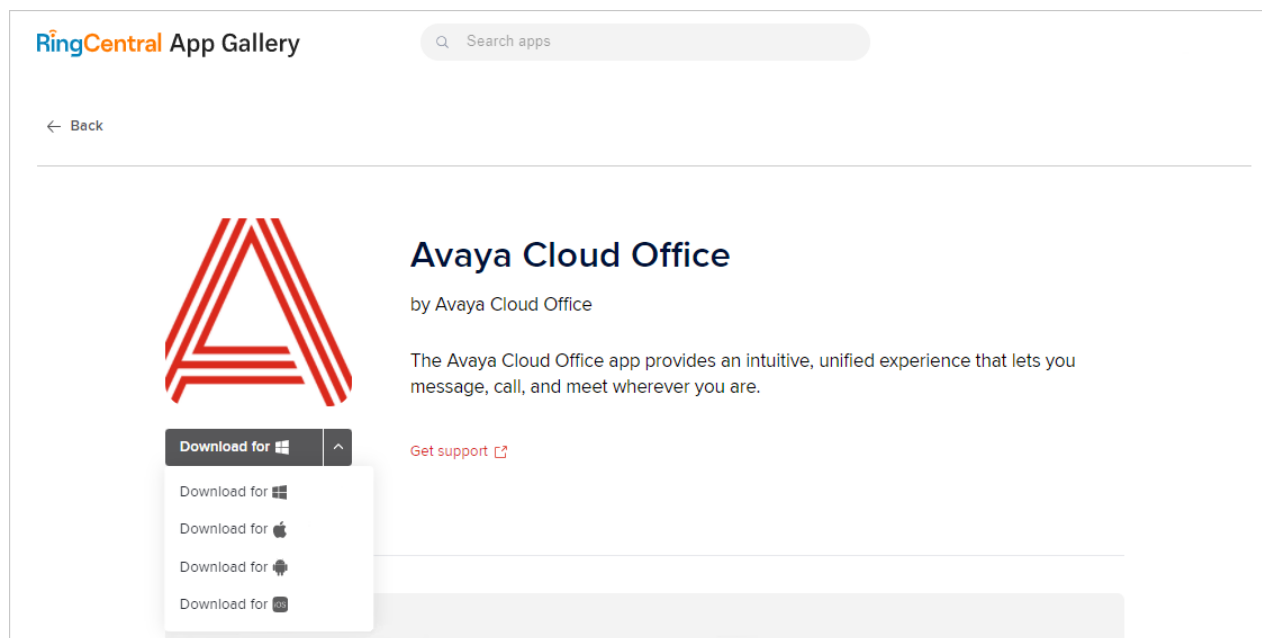 RingCentral App Gallery
Search apps
Back
Avaya Cloud Office
by Avaya Cloud Office
The Avaya Cloud Office app provides an intuitive, unified experience that lets you
message, call, and meet wherever you are.
Download for
Get support
Download for
Download for
Download for
Download for iOS